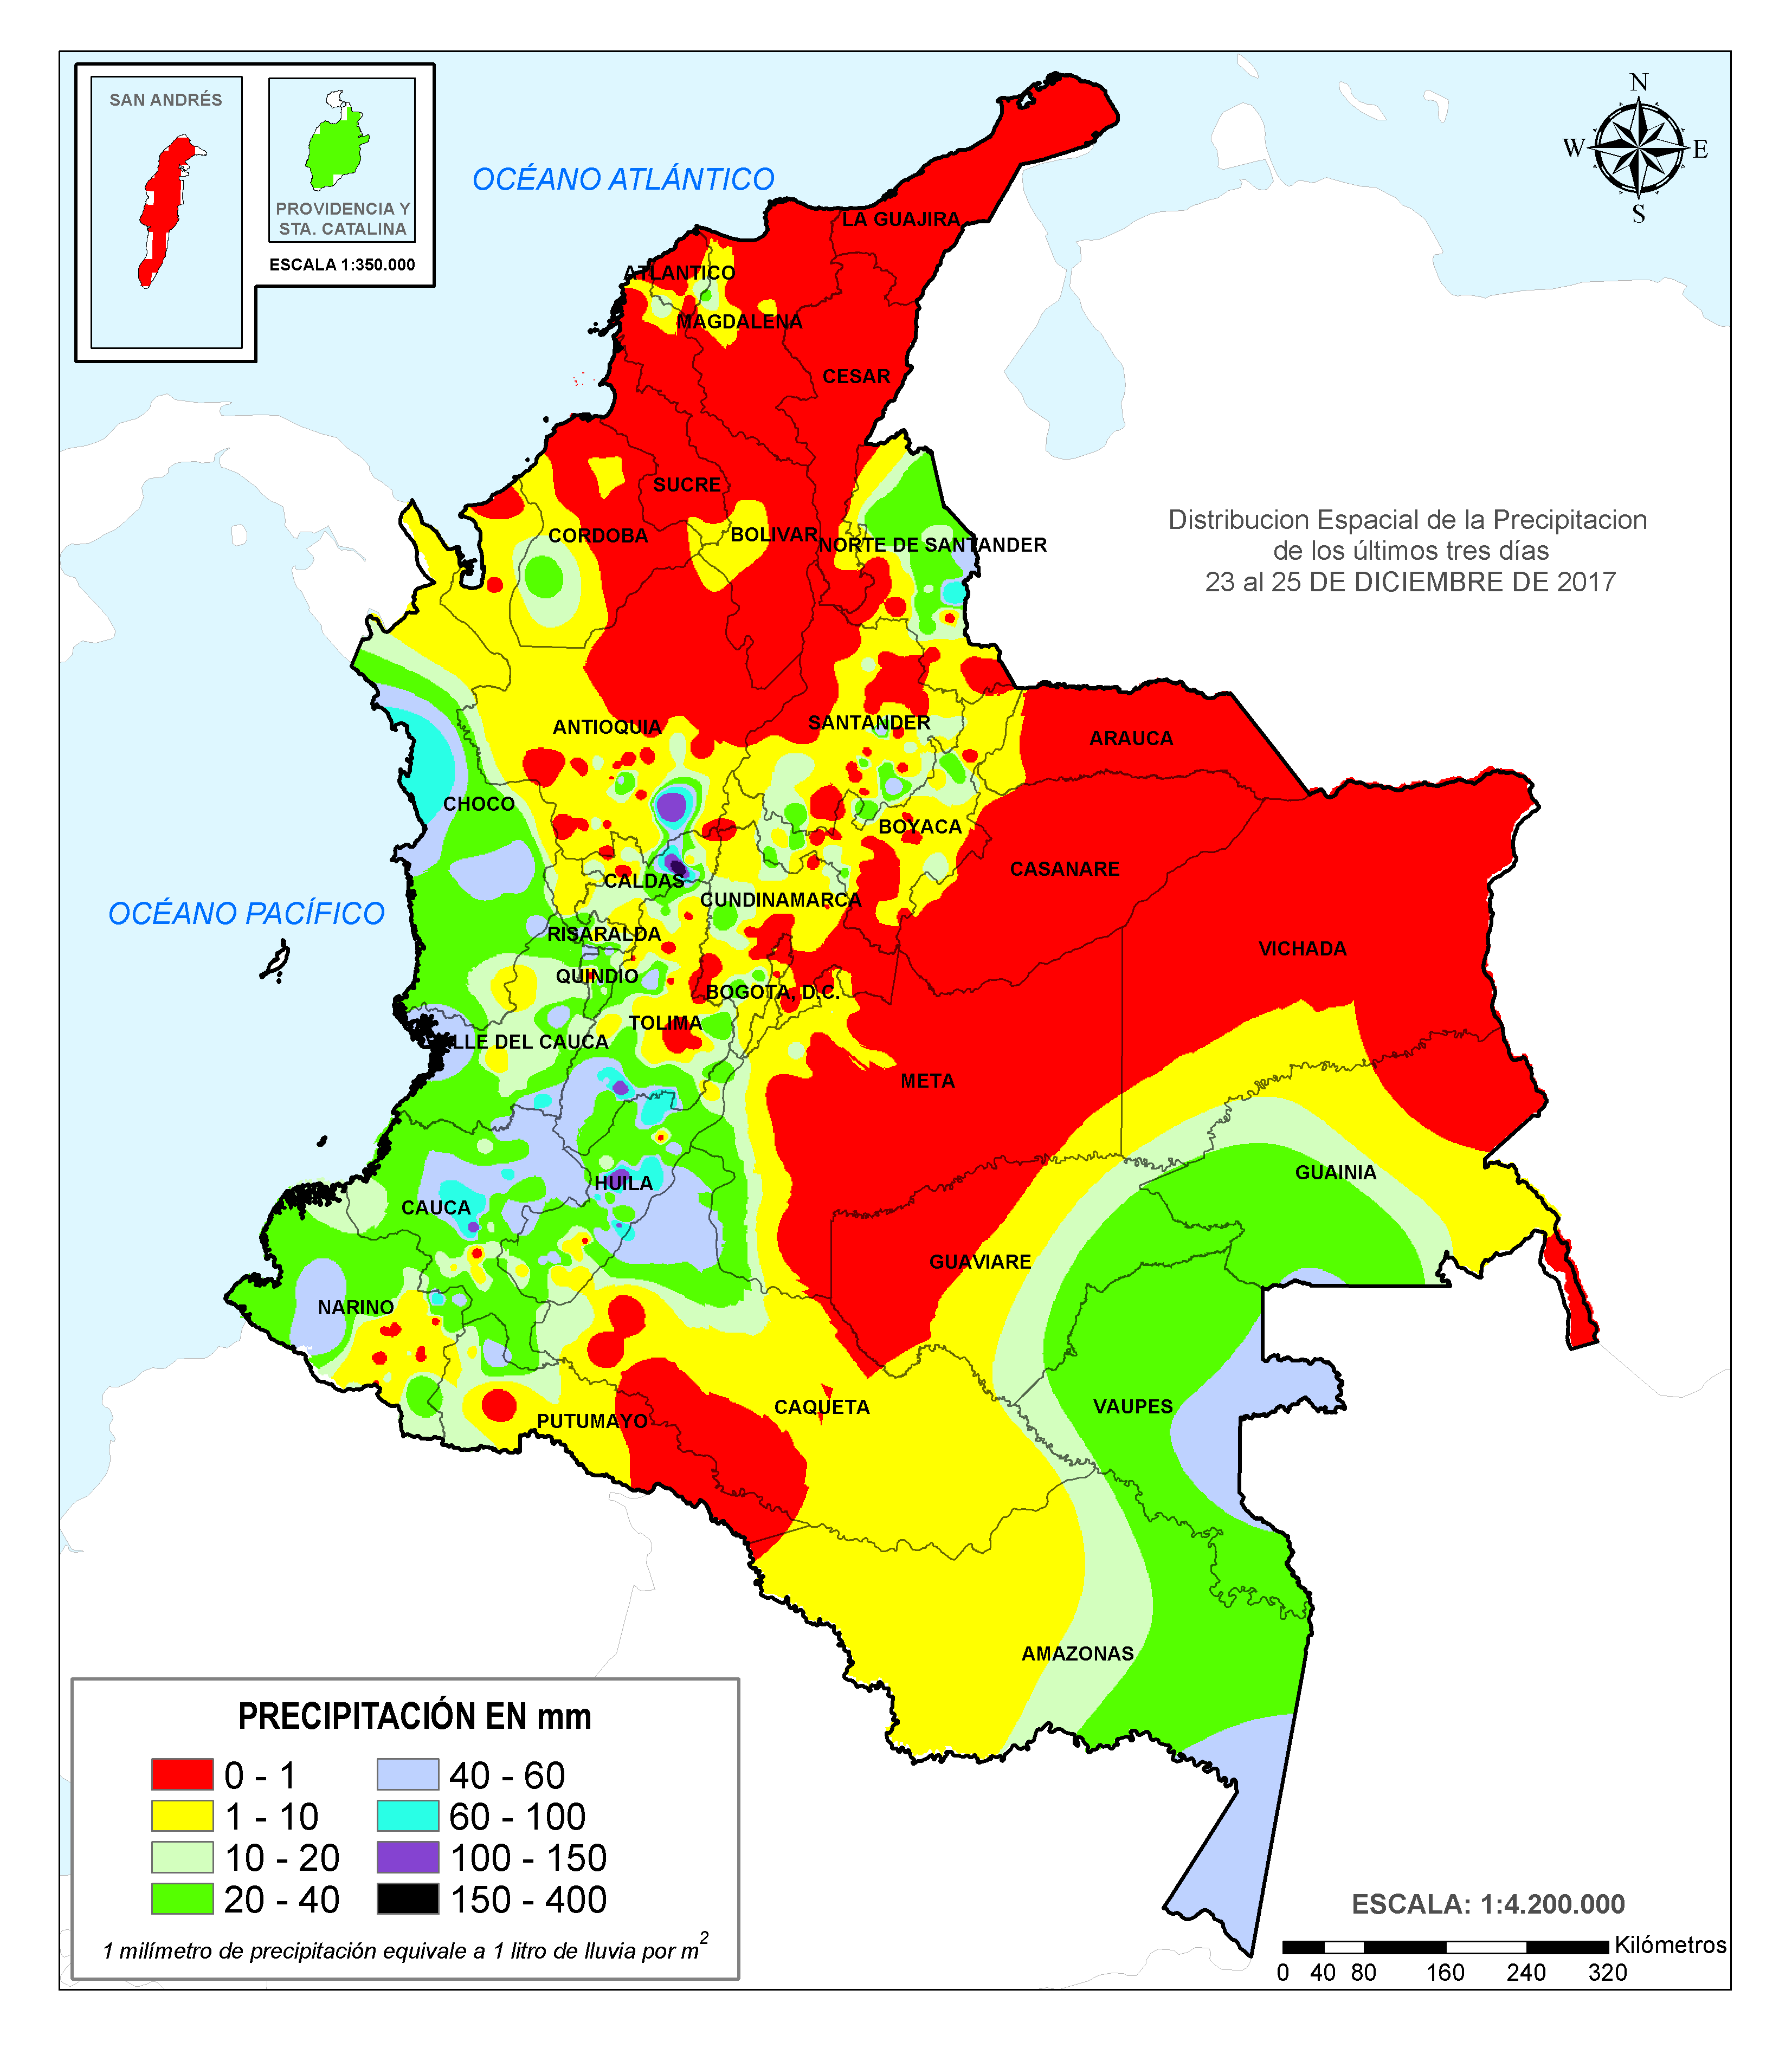 SAN ANDRÉS
PROVIDENCIA Y
STA. CATALINA
ESCALA 1:350.000
OCÉANO ATLÁNTICO
N
W
E
S
LA GUAJIRA
ATLANTICO
MAGDALENA
CESAR
SUCRE
CORDOBA
BOLIVAR
NORTE DE SANTANDER
Distribucion Espacial de la Precipitacion
de los últimos tres días
23 al 25 DE DICIEMBRE DE 2017
ANTIOQUIA
SANTANDER
ARAUCA
CHOCO
BOYACA
CASANARE
CALDAS
CUNDINAMARCA
OCÉANO PACÍFICO
RISARALDA
VICHADA
QUINDIO
BOGOTA, D.C.
TOLIMA
LLE DEL CAUCA
META
GUAINIA
HUILA
CAUCA
GUAVIARE
NARINO
CAQUETA
VAUPES
PUTUMAYO
AMAZONAS
PRECIPITACIÓN EN mm
0 - 1
1 - 10
10 - 20
20 - 40
40 - 60
60 - 100
100 - 150
150 - 400
1 milímetro de precipitación equivale a 1 litro de lluvia por m²
ESCALA: 1:4.200.000
Kilómetros
0 40 80 160 240 320